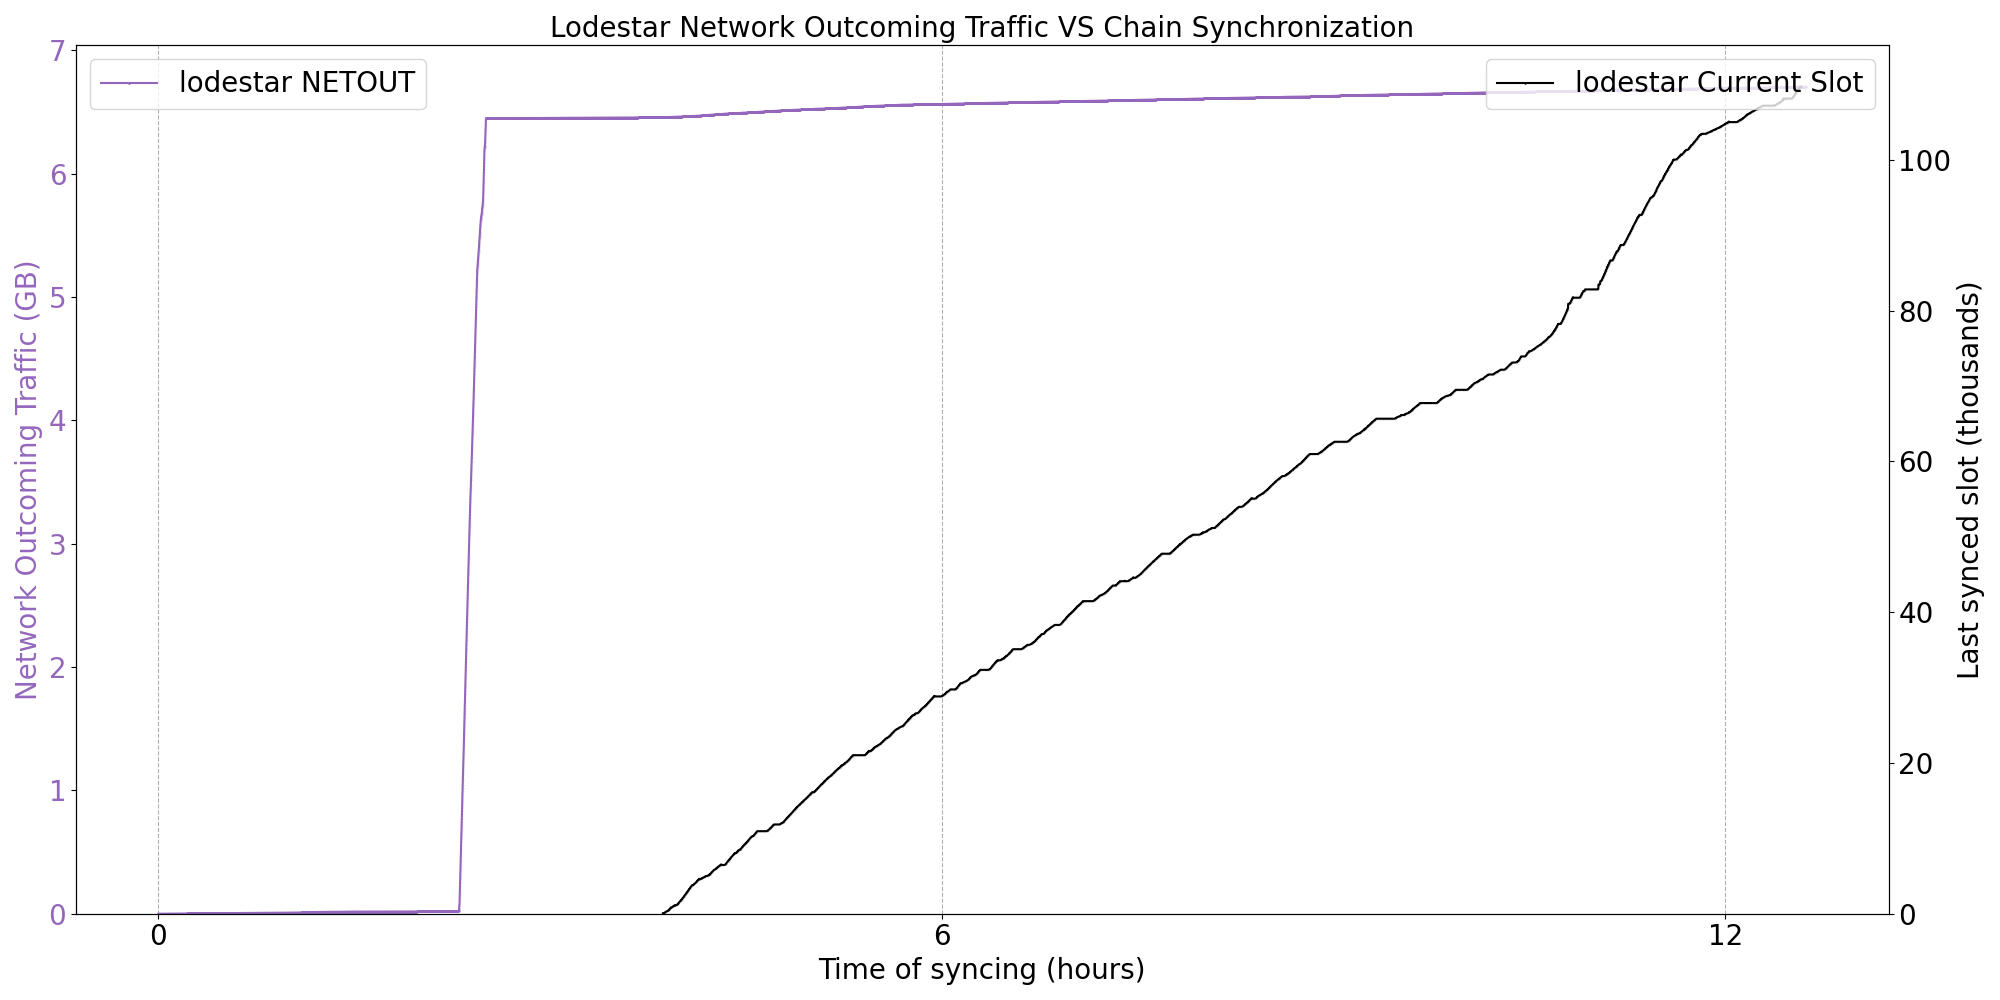 Lodestar Network Outcoming Traffic VS Chain Synchronization
lodestar NETOUT
lodestar Current Slot
Network Outcoming Traffic (GB)
7
6
5
4
3
2
1
0
Last synced slot (thousands)
100
80
60
40
20
0
0
6
12
Time of syncing (hours)